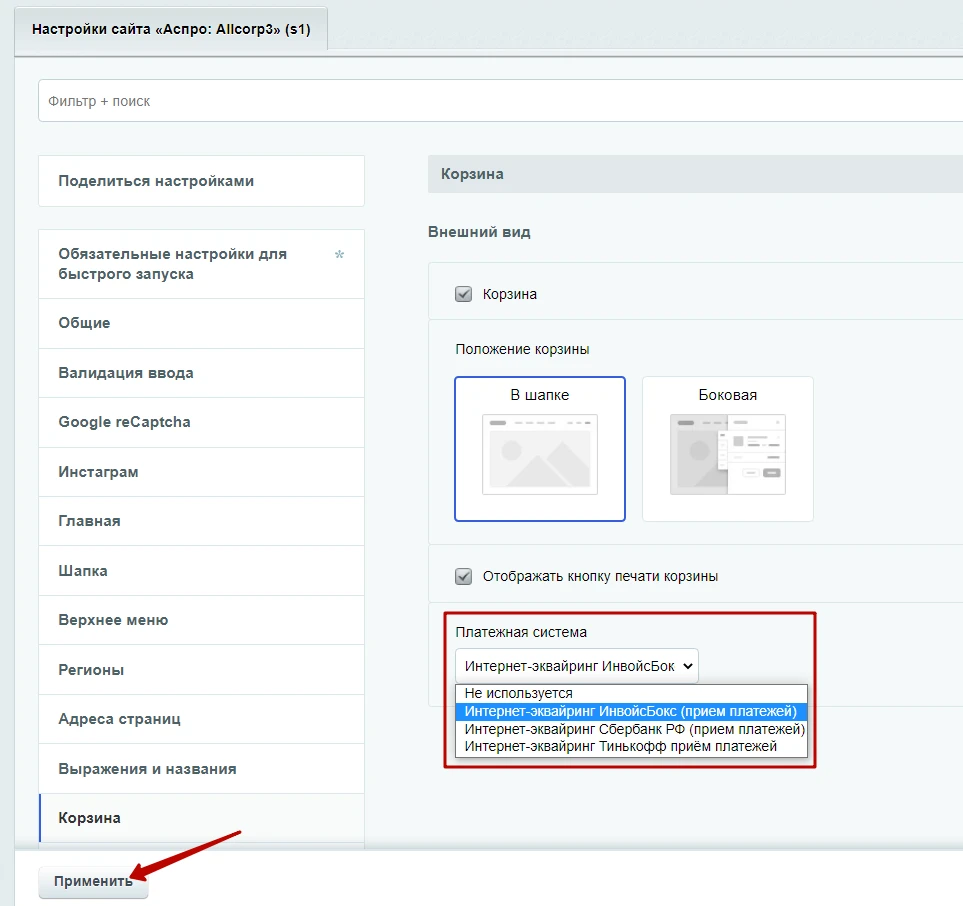 Настройки сайта «Аспро: Allcorp3» (s1)
Фильтр + поиск
Поделиться настройками
Обязательные настройки для
быстрого запуска
*
Общие
Валидация ввода
Google reCaptcha
Инстаграм
Главная
Шапка
Верхнее меню
Регионы
Адреса страниц
Выражения и названия
Корзина
Корзина
Внешний вид
Корзина
Положение корзины
В шапке
Боковая
Отображать кнопку печати корзины
Платежная система
Интернет-эквайринг ИнвойсБок
Не используется
Интернет-эквайринг ИнвойсБокс (прием платежей)
Интернет-эквайринг Сбербанк РФ (прием платежей)
Интернет-эквайринг Тинькофф приём платежей
Применить